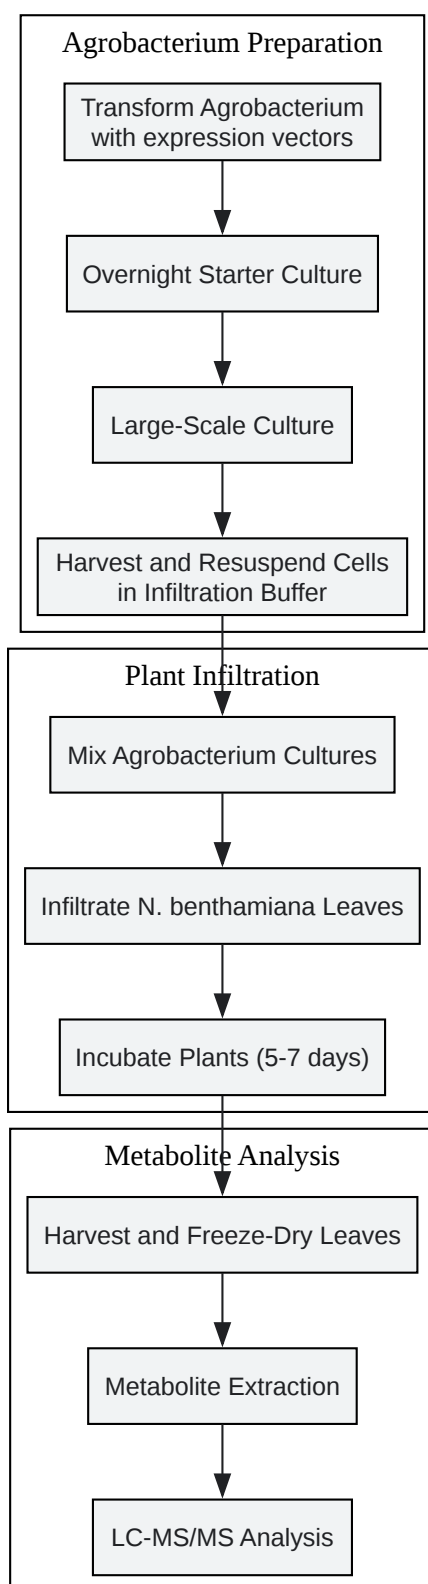 Agrobacterium Preparation
Transform Agrobacterium
with expression vectors
Overnight Starter Culture
Large-Scale Culture
Harvest and Resuspend Cells
in Infiltration Buffer
Plant Infiltration
Mix Agrobacterium Cultures
Infiltrate N. benthamiana Leaves
Incubate Plants (5-7 days)
Metabolite Analysis
Harvest and Freeze-Dry Leaves
Metabolite Extraction
LC-MS/MS Analysis